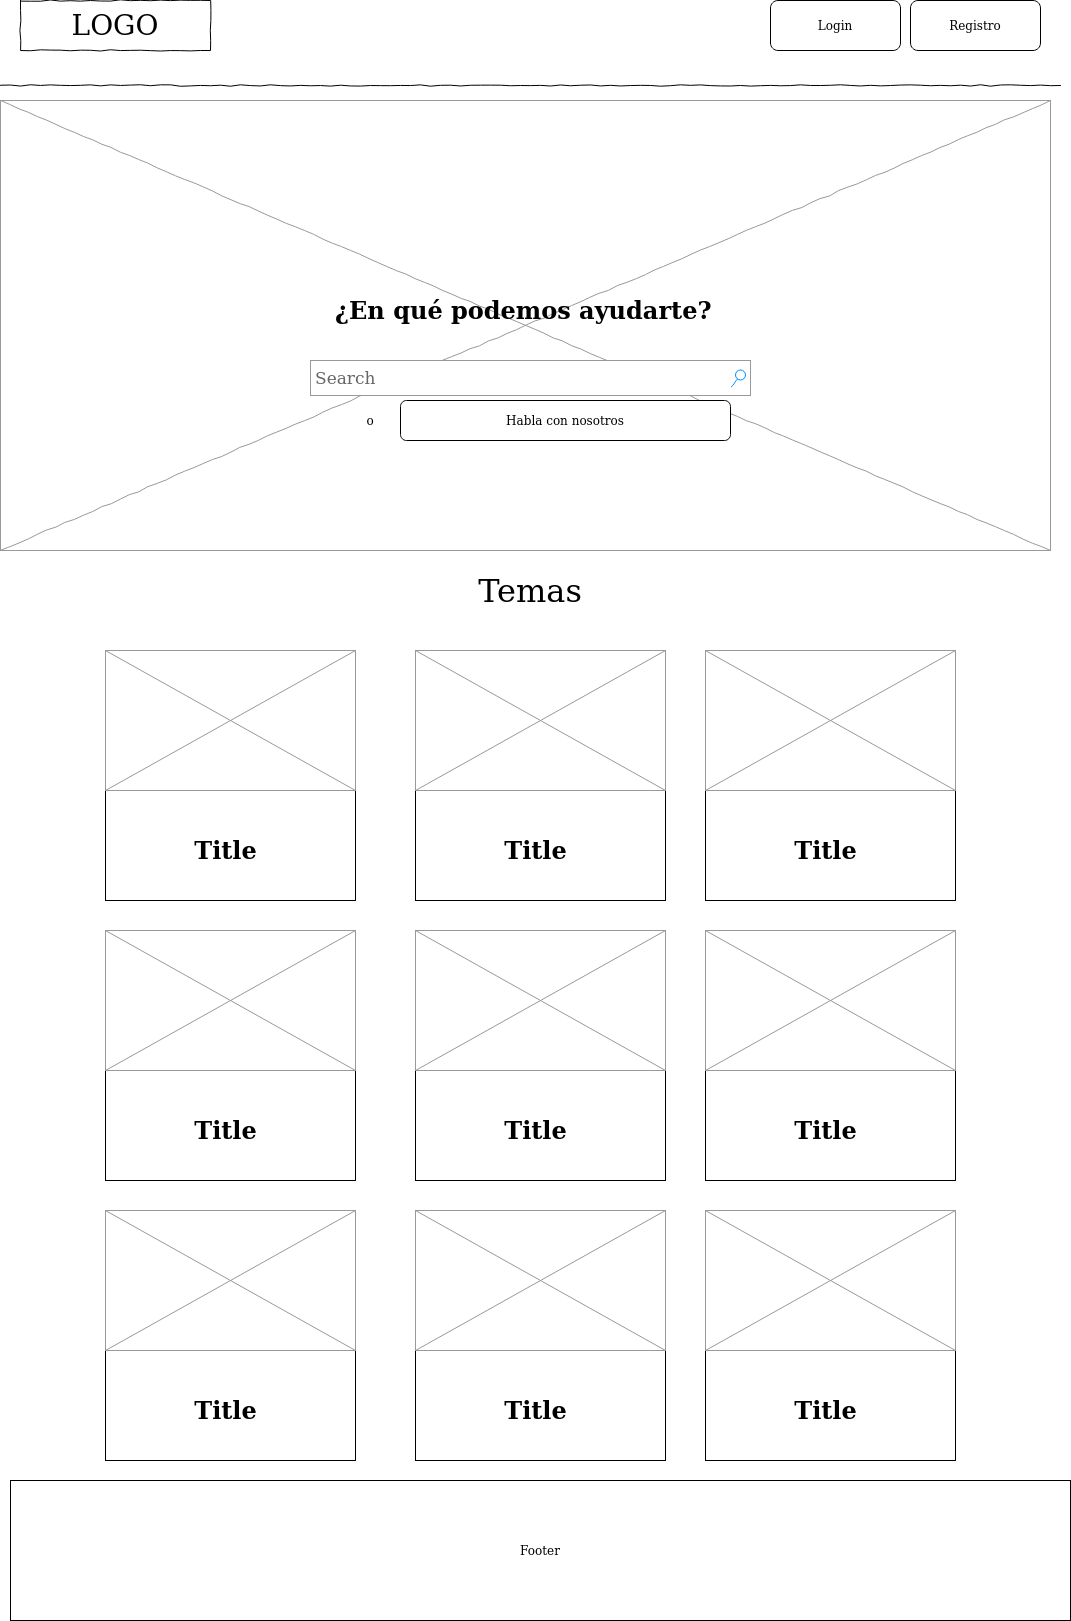 LOGO
Login
Registro
¿En qué podemos ayudarte?
Search
o
Habla con nosotros
Temas
Title
Title
Title
Title
Title
Title
Title
Title
Title
Footer